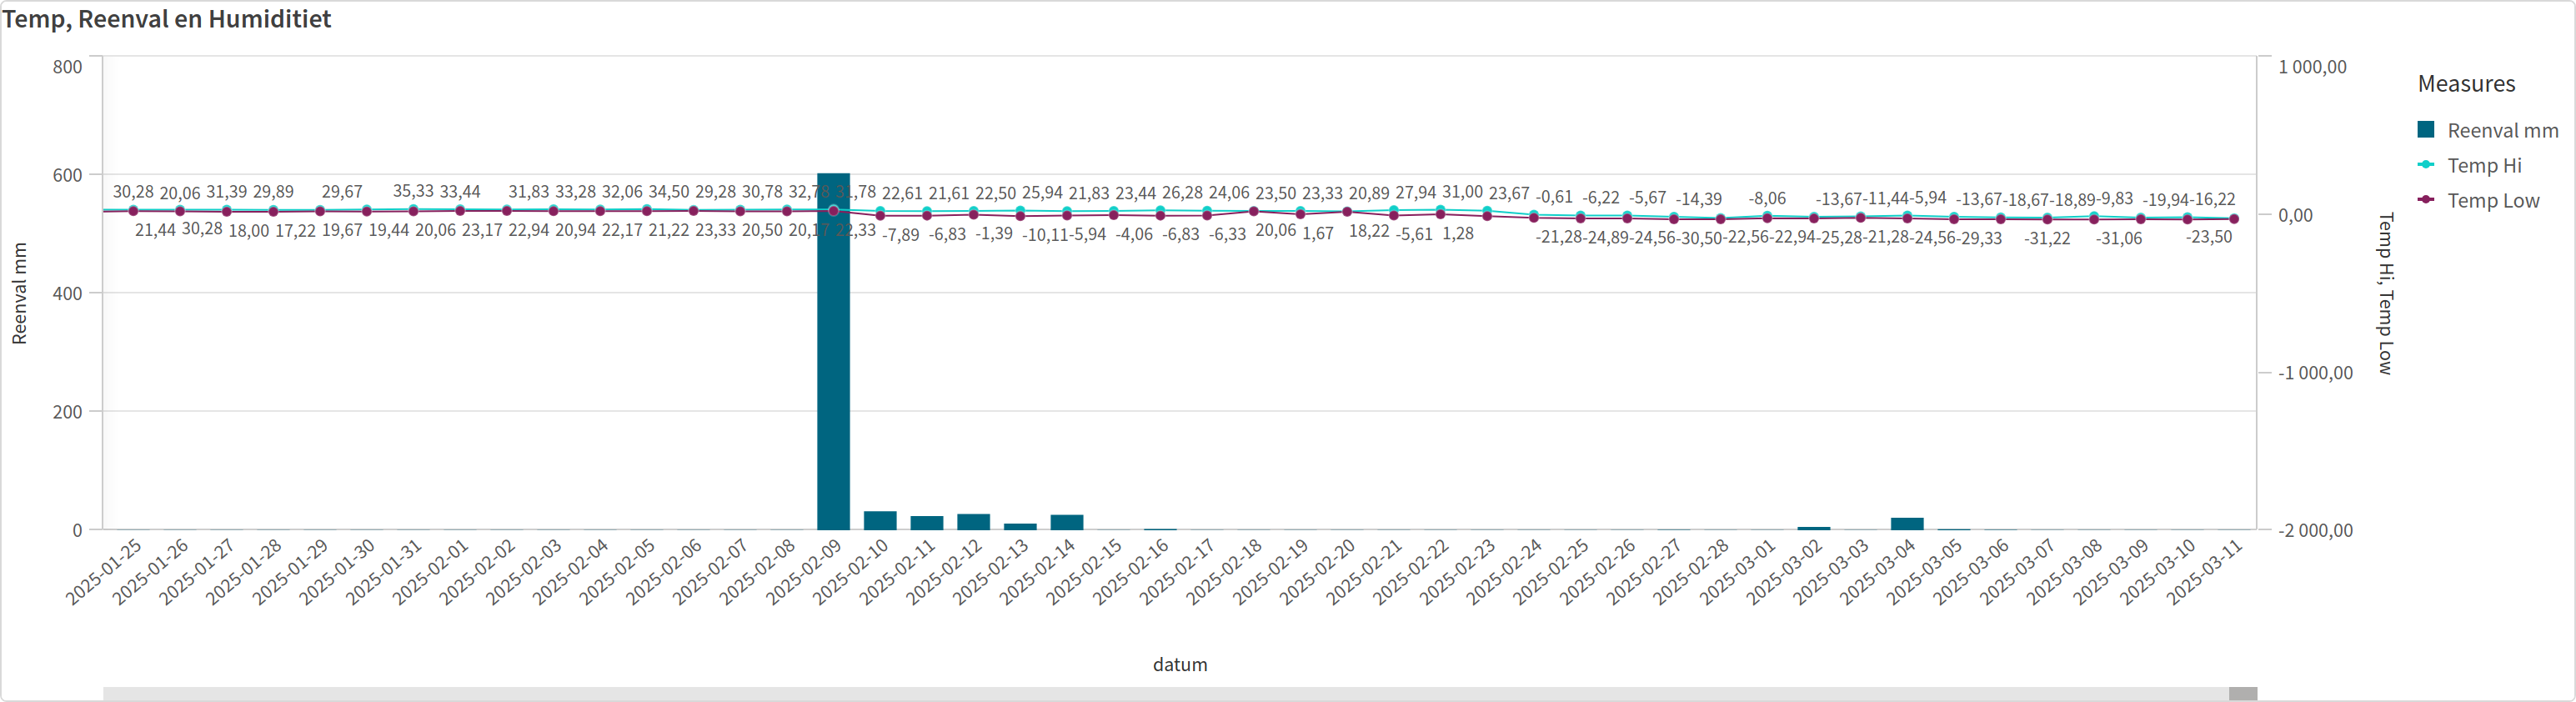 Temp, Reenval en Humiditiet
800
600
400
200
0
Reenval mm
1 000,00
0,00
-1 000,00
-2 000,00
Temp Hi, Temp Low
Measures
Reenval mm
Temp Hi
Temp Low
30,28 20,06 31,39 29,89 29,67 35,33 33,44 31,83 33,28 32,06 34,50 29,28 30,78 32,78 31,78 22,61 21,61 22,50 25,94 21,83 23,44 26,28 24,06 23,50 23,33 20,89 27,94 31,00 23,67 -0,61 -6,22 -5,67 -14,39 -8,06 -13,67 -11,44 -5,94 -13,67 -18,67 -18,89 -9,83 -19,94 -16,22
21,44 30,28 18,00 17,22 19,67 19,44 20,06 23,17 22,94 20,94 22,17 21,22 23,33 20,50 20,17 22,33 -7,89 -6,83 -1,39 -10,11 -5,94 -4,06 -6,83 -6,33 20,06 1,67 18,22 -5,61 1,28 -21,28 -24,89 -24,56 -30,50 -22,56 -22,94 -25,28 -21,28 -24,56 -29,33 -31,22 -31,06 -23,50
2025-01-25 2025-01-26 2025-01-27 2025-01-28 2025-01-29 2025-01-30 2025-01-31 2025-02-01 2025-02-02 2025-02-03 2025-02-04 2025-02-05 2025-02-06 2025-02-07 2025-02-08 2025-02-09 2025-02-10 2025-02-11 2025-02-12 2025-02-13 2025-02-14 2025-02-15 2025-02-16 2025-02-17 2025-02-18 2025-02-19 2025-02-20 2025-02-21 2025-02-22 2025-02-23 2025-02-24 2025-02-25 2025-02-26 2025-02-27 2025-02-28 2025-03-01 2025-03-02 2025-03-03 2025-03-04 2025-03-05 2025-03-06 2025-03-07 2025-03-08 2025-03-09 2025-03-10 2025-03-11
datum